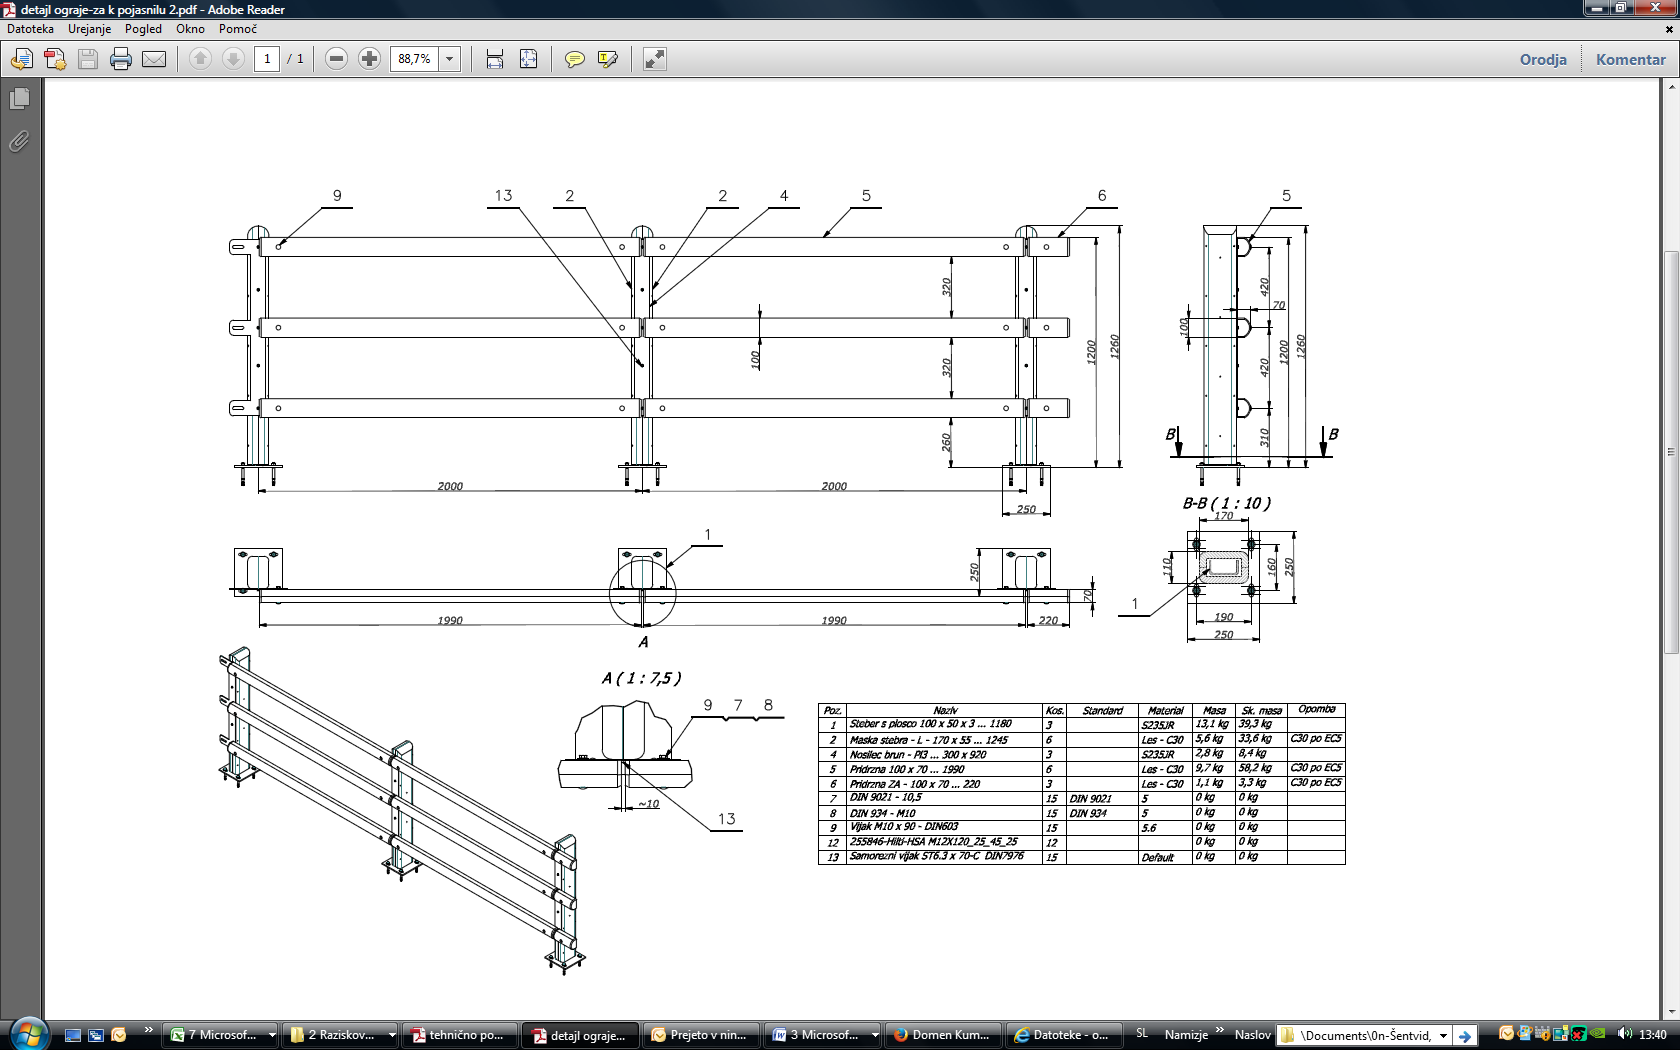 detajl ograje-za k pojasnilu 2.pdf - Adobe Reader
Datoteka Urejanje Pogled Okno Pomoč
1 / 1 88,7% Orodja Komentar
9 13 2 2 4 5 6 5
320 420 70
100 100
1200 1260 1200 1260
320 420
260 310
B B
2000 2000
250
B-B ( 1 : 10 )
170
1
250 70
110 160 250
1
1990 1990 220
190
250
A
A ( 1 : 7,5 )
9 7 8
~10
13
Poz. Naziv Kos. Standard Material Masa Sk. masa Opomba
1 Steber s plosco 100 x 50 x 3 ... 1180 3 S235JR 13,1 kg 39,3 kg
2 Maska stebra - L - 170 x 55 ... 1245 6 Les - C30 5,6 kg 33,6 kg C30 po EC5
4 Nosilec brun - Pl3 ... 300 x 920 3 S235JR 2,8 kg 8,4 kg
5 Pridrzna 100 x 70 ... 1990 6 Les - C30 9,7 kg 58,2 kg C30 po EC5
6 Pridrzna ZA - 100 x 70 ... 220 3 Les - C30 1,1 kg 3,3 kg C30 po EC5
7 DIN 9021 - 10,5 15 DIN 9021 5 0 kg 0 kg
8 DIN 934 - M10 15 DIN 934 5 0 kg 0 kg
9 Vijak M10 x 90 - DIN603 15 5.6 0 kg 0 kg
12 255846-Hilti-HSA M12X120_25_45_25 12 0 kg 0 kg
13 Samorezni vijak ST6.3 x 70-C DIN7976 15 Default 0 kg 0 kg
» 7 Microsof... 2 Raziskov... tehnično po... detajl ograje... Prejeto v nin... 3 Microsof... Domen Kum... Datoteke - o... SL Namizje » Naslov \Documents\0n-Šentvid, 13:40